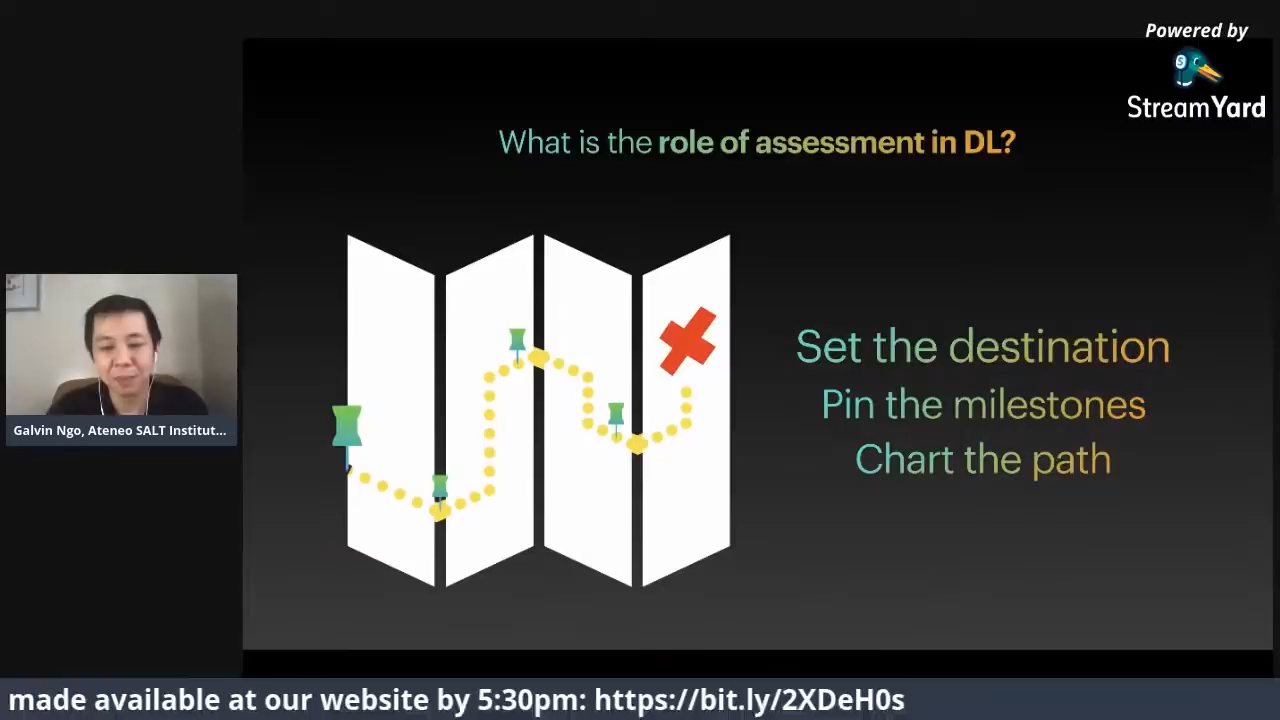 Powered by
StreamYard
What is the role of assessment in DL?
Set the destination
Pin the milestones
Chart the path
Galvin Ngo, Ateneo SALT Institut...
made available at our website by 5:30pm: https://bit.ly/2XDeH0s